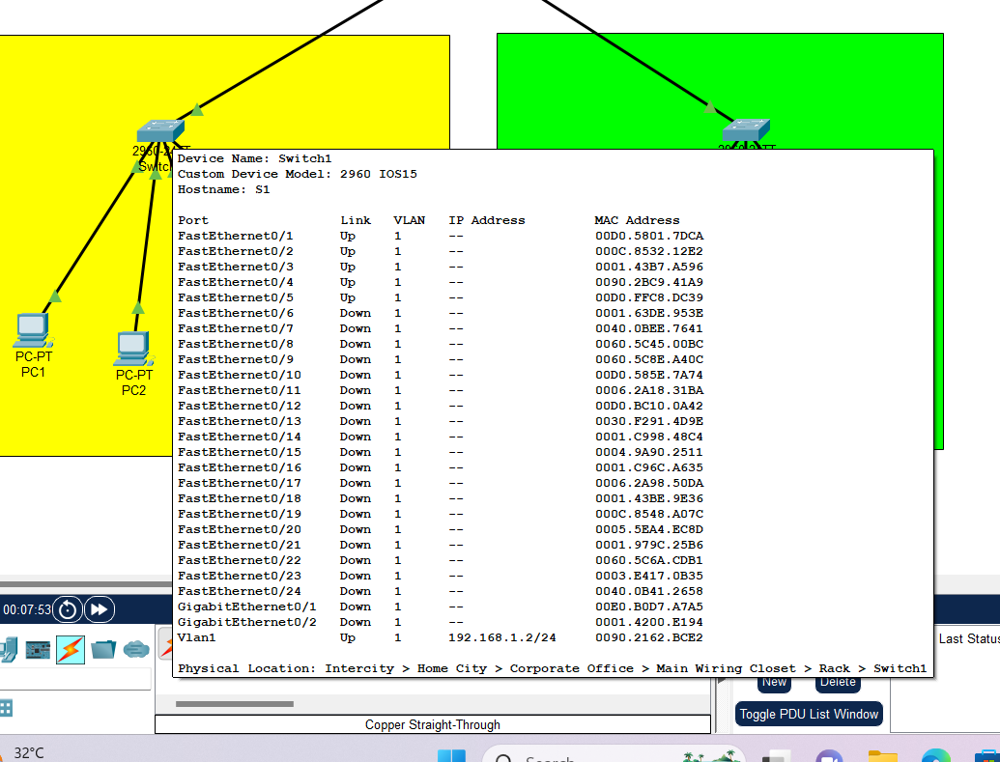 2960-24TT
Switch1
2960-24TT
Device Name: Switch1
Custom Device Model: 2960 IOS15
Hostname: S1
Port Link VLAN IP Address MAC Address
FastEthernet0/1 Up 1 -- 00D0.5801.7DCA
FastEthernet0/2 Up 1 -- 000C.8532.12E2
FastEthernet0/3 Up 1 -- 0001.43B7.A596
FastEthernet0/4 Up 1 -- 0090.2BC9.41A9
FastEthernet0/5 Up 1 -- 00D0.FFC8.DC39
FastEthernet0/6 Down 1 -- 0001.63DE.953E
FastEthernet0/7 Down 1 -- 0040.0BEE.7641
FastEthernet0/8 Down 1 -- 0060.5C45.00BC
FastEthernet0/9 Down 1 -- 0060.5C8E.A40C
FastEthernet0/10 Down 1 -- 00D0.585E.7A74
FastEthernet0/11 Down 1 -- 0006.2A18.31BA
FastEthernet0/12 Down 1 -- 00D0.BC10.0A42
FastEthernet0/13 Down 1 -- 0030.F291.4D9E
FastEthernet0/14 Down 1 -- 0001.C998.48C4
FastEthernet0/15 Down 1 -- 0004.9A90.2511
FastEthernet0/16 Down 1 -- 0001.C96C.A635
FastEthernet0/17 Down 1 -- 0006.2A98.50DA
FastEthernet0/18 Down 1 -- 0001.43BE.9E36
FastEthernet0/19 Down 1 -- 000C.8548.A07C
FastEthernet0/20 Down 1 -- 0005.5EA4.EC8D
FastEthernet0/21 Down 1 -- 0001.979C.25B6
FastEthernet0/22 Down 1 -- 0060.5C6A.CDB1
FastEthernet0/23 Down 1 -- 0003.E417.0B35
FastEthernet0/24 Down 1 -- 0040.0B41.2658
GigabitEthernet0/1 Down 1 -- 00E0.B0D7.A7A5
GigabitEthernet0/2 Down 1 -- 0001.4200.E194
Vlan1 Up 1 192.168.1.2/24 0090.2162.BCE2
Physical Location: Intercity > Home City > Corporate Office > Main Wiring Closet > Rack > Switch1
PC-PT
PC1
PC-PT
PC2
00:07:53
Last Status
New Delete
Toggle PDU List Window
Copper Straight-Through
32°C
Search